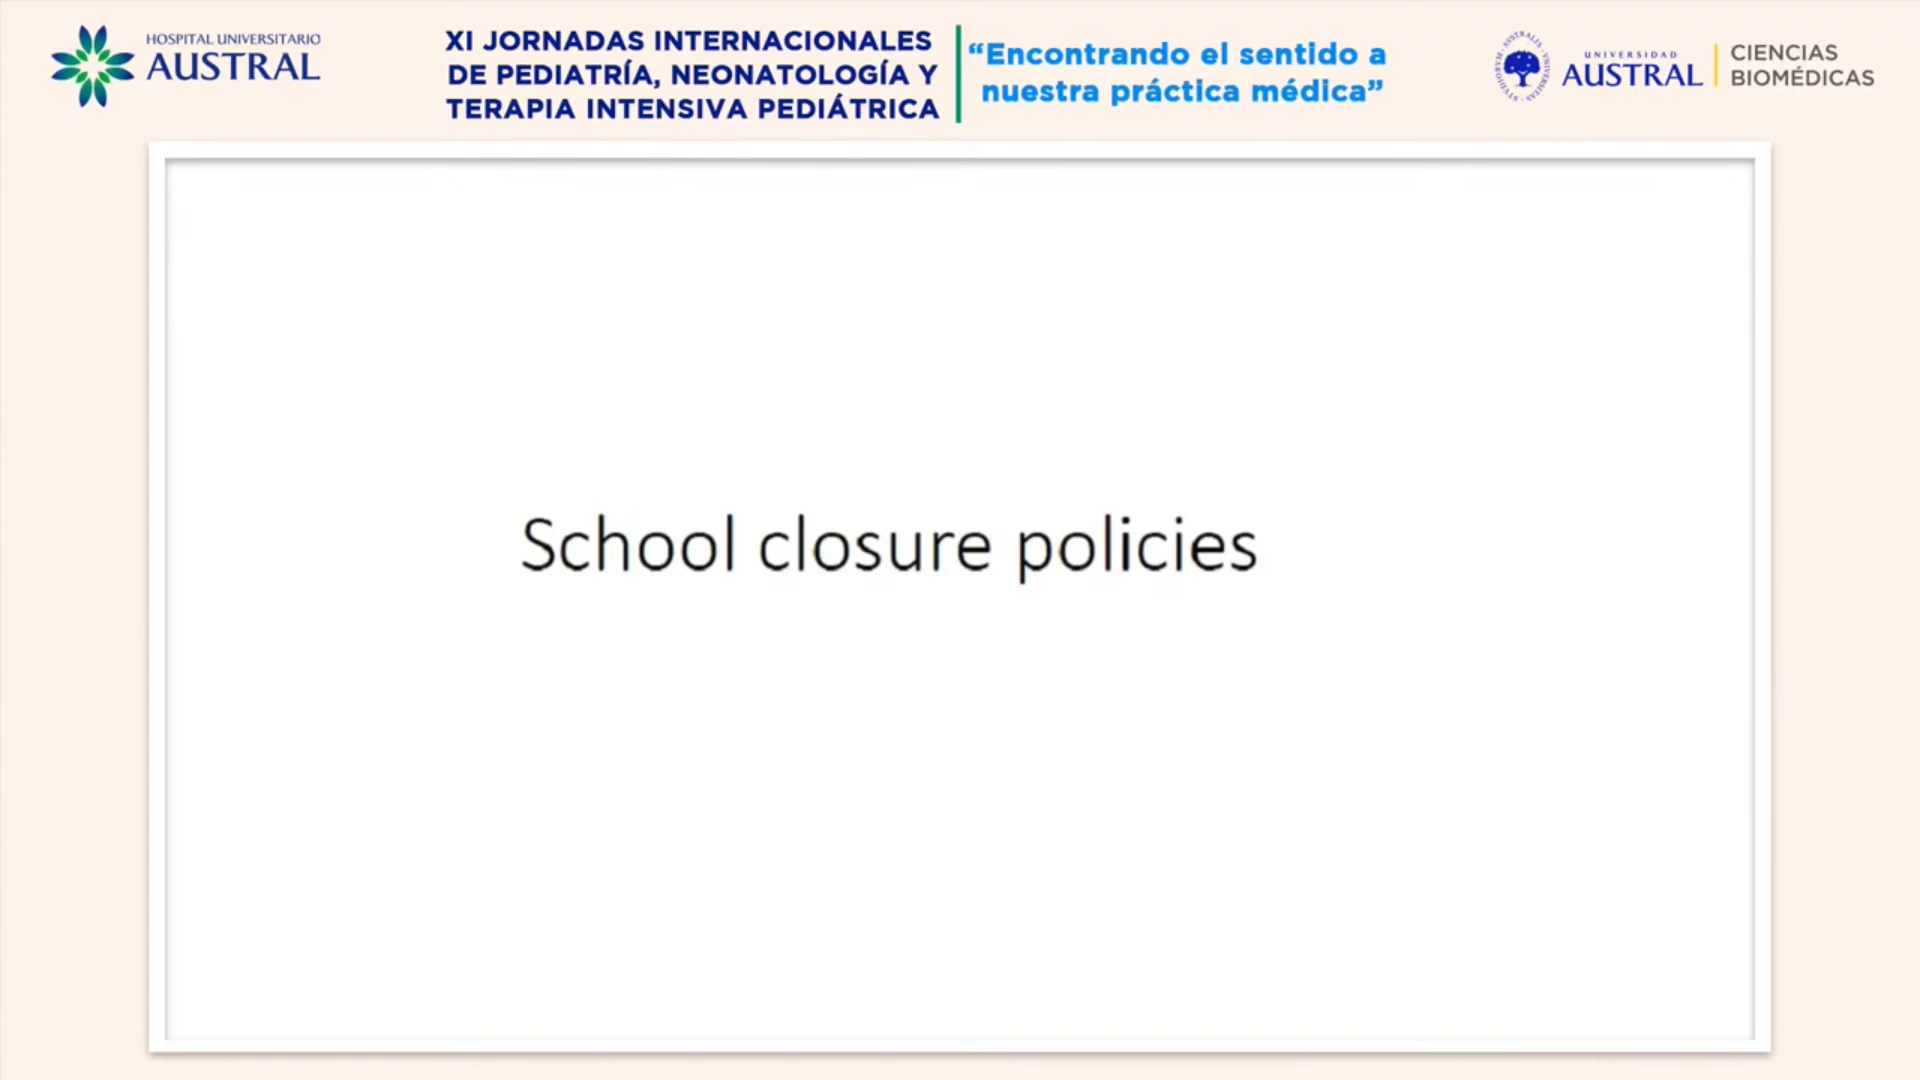 HOSPITAL UNIVERSITARIO
AUSTRAL
XI JORNADAS INTERNACIONALES
DE PEDIATRÍA, NEONATOLOGÍA Y
TERAPIA INTENSIVA PEDIÁTRICA
“Encontrando el sentido a
nuestra práctica médica”
UNIVERSIDAD
AUSTRAL
CIENCIAS
BIOMÉDICAS
School closure policies